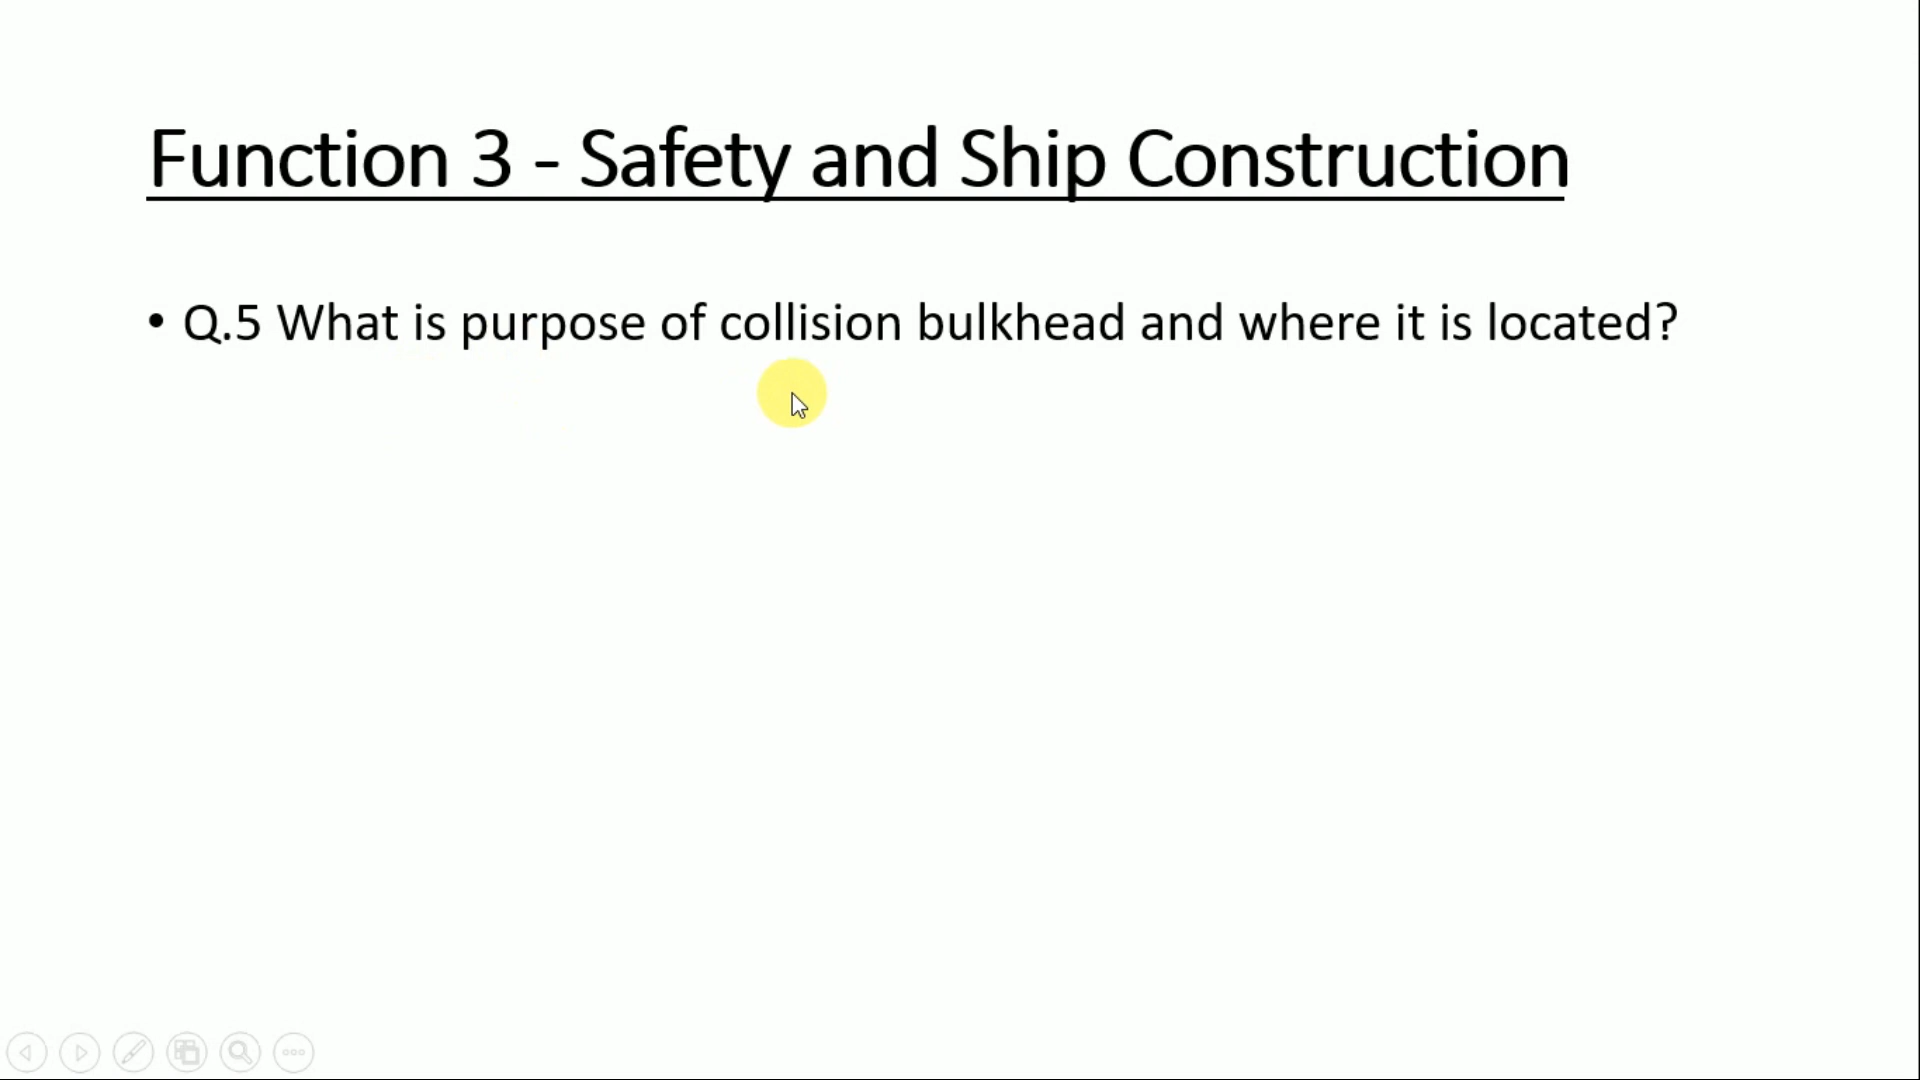 Function 3 - Safety and Ship Construction
• Q.5 What is purpose of collision bulkhead and where it is located?